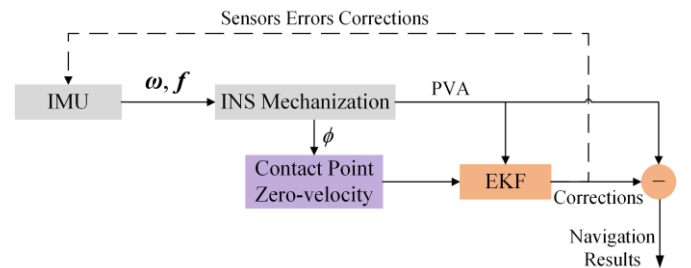 Sensors Errors Corrections
ω, f
IMU
INS Mechanization
PVA
ϕ
Contact Point
Zero-velocity
EKF
Corrections
−
Navigation
Results